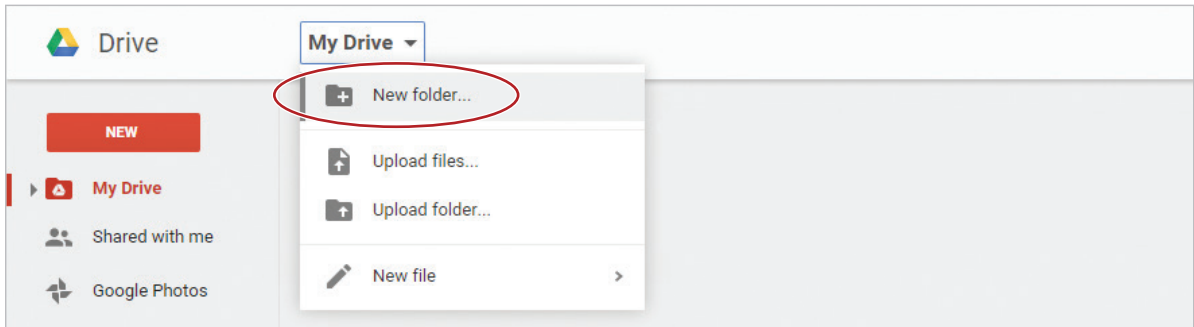 Drive
My Drive
New folder...
NEW
Upload files...
My Drive
Upload folder...
Shared with me
New file
Google Photos